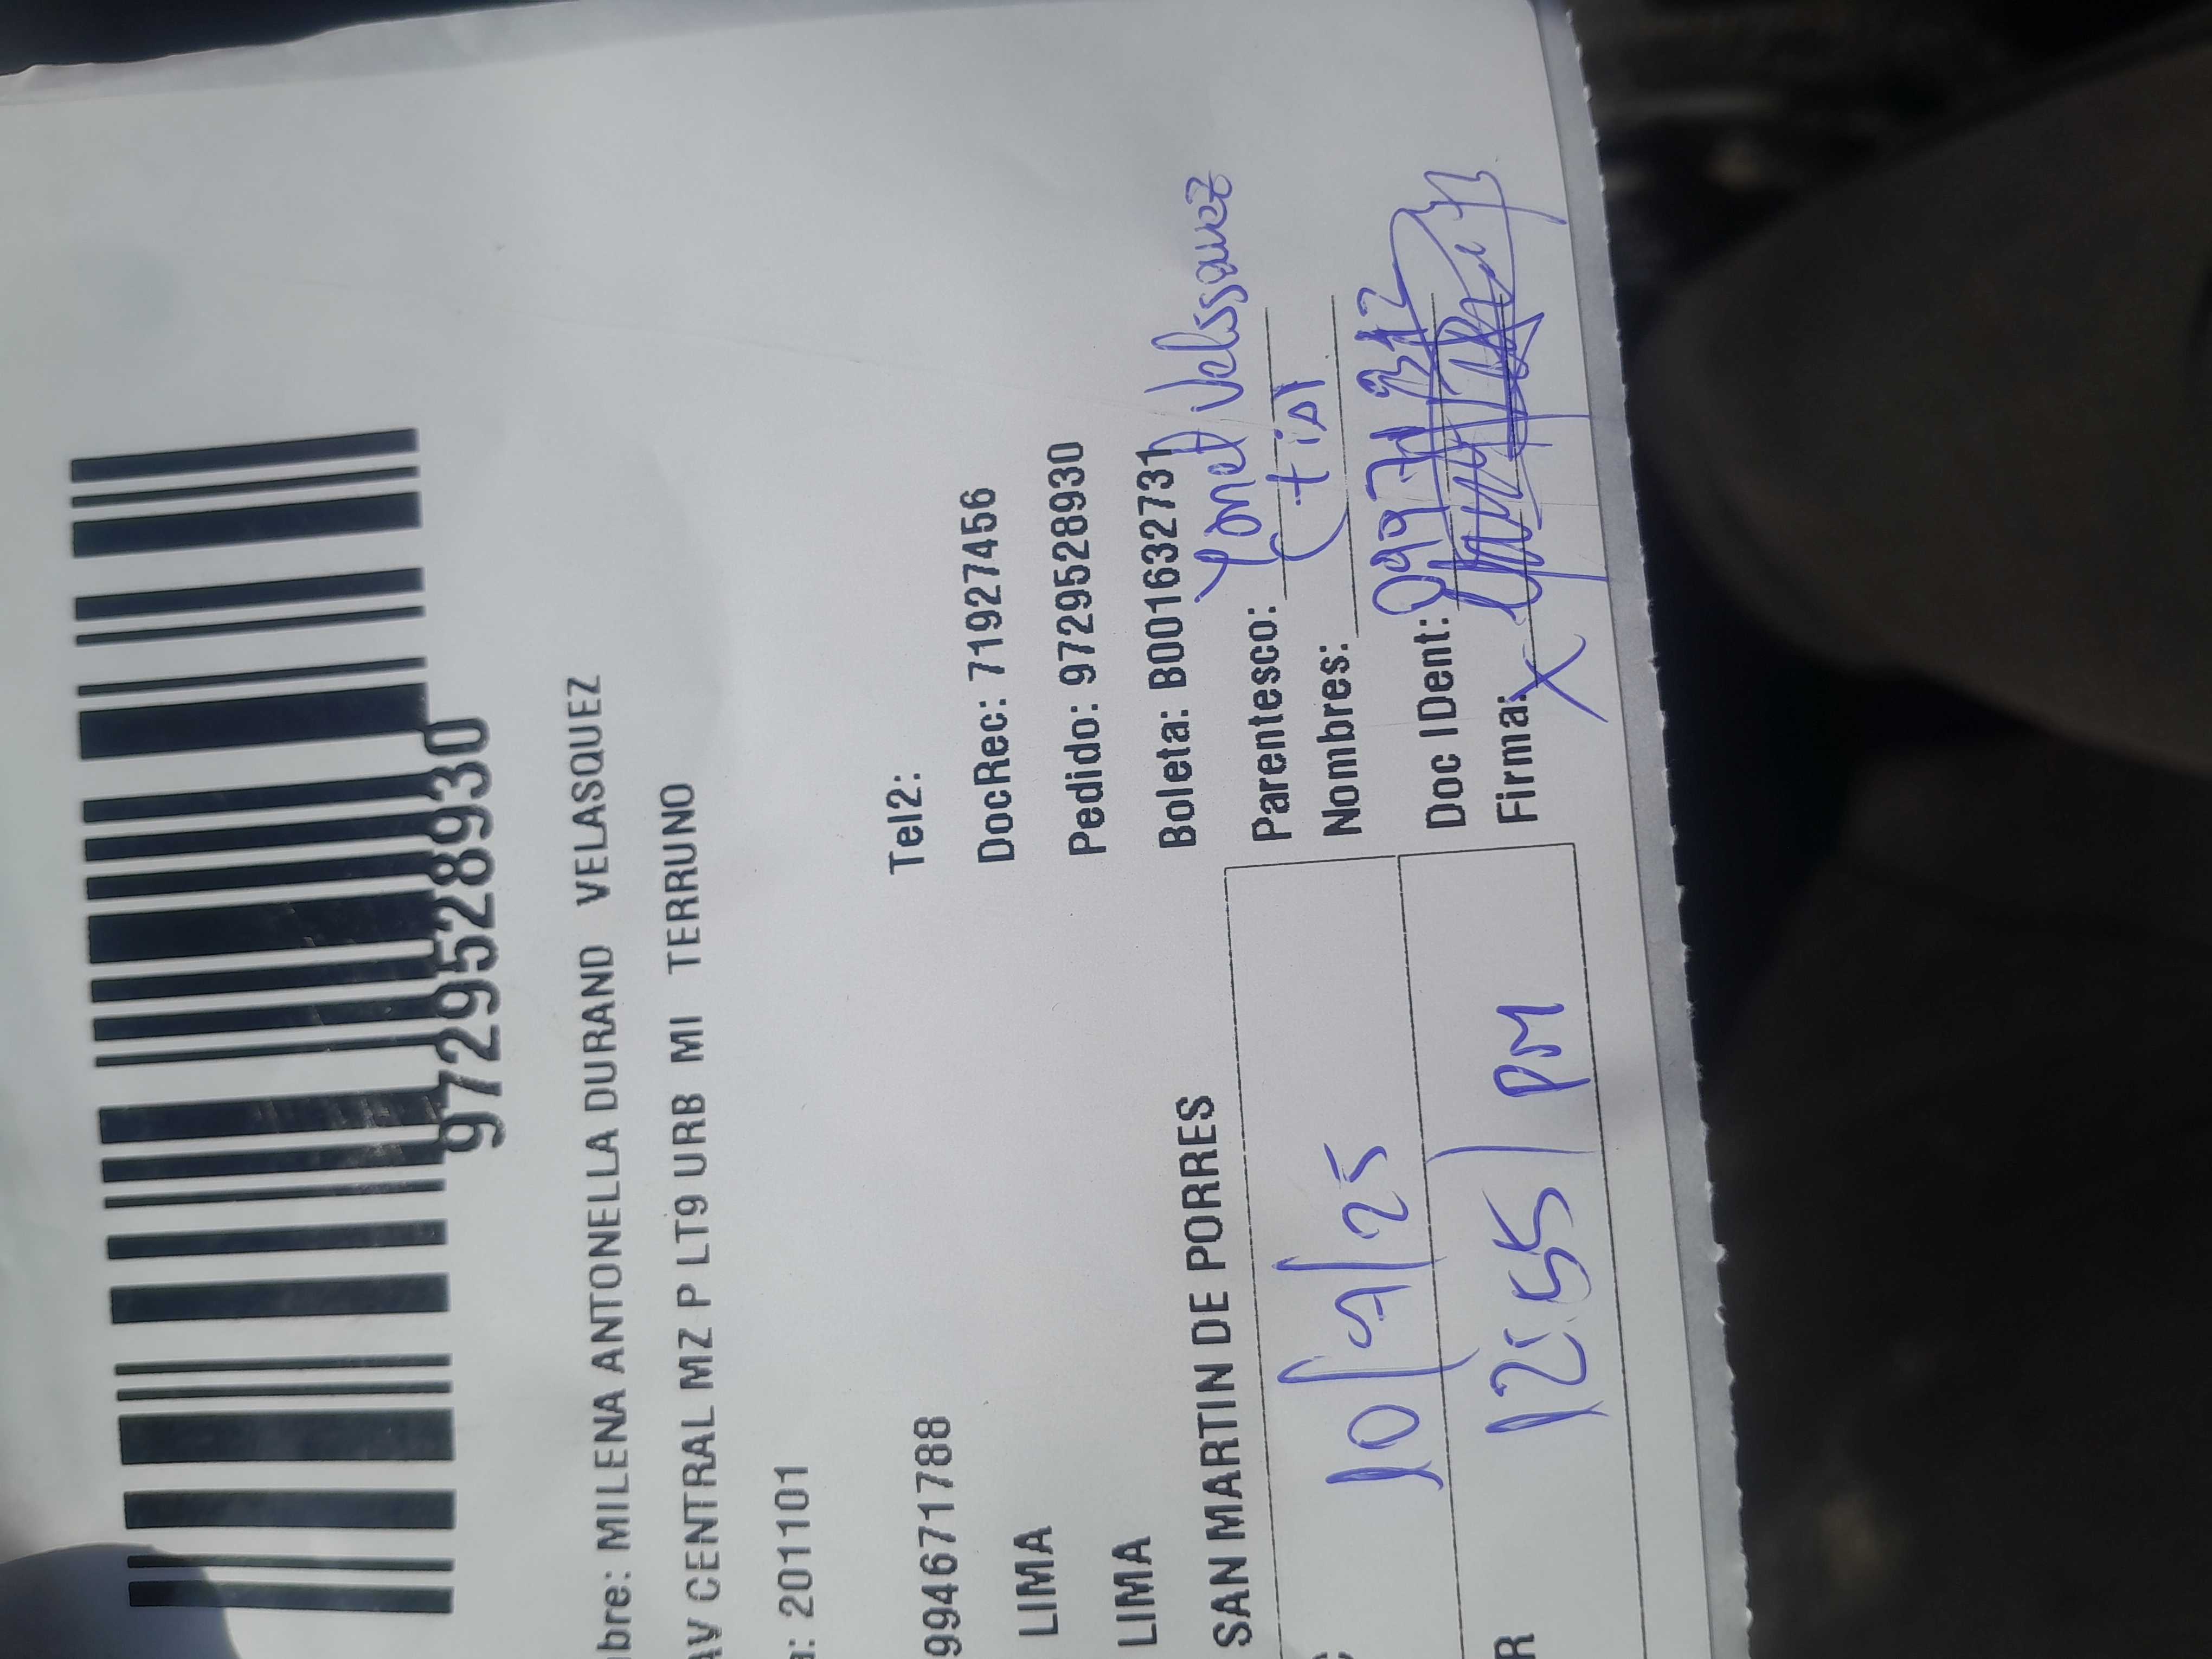 9729528930
bre: MILENA ANTONELLA DURAND VELASQUEZ
AV CENTRAL MZ P LT9 URB MI TERRUNO
a: 201101
994671788
Tel2:
LIMA
DocRec: 71927456
LIMA
Pedido: 9729528930
SAN MARTIN DE PORRES
Boleta: B001632731
10/9/25
Parentesco:
(tia)
Nombres:
R
12:55 PM
Doc IDent:
Firma: X